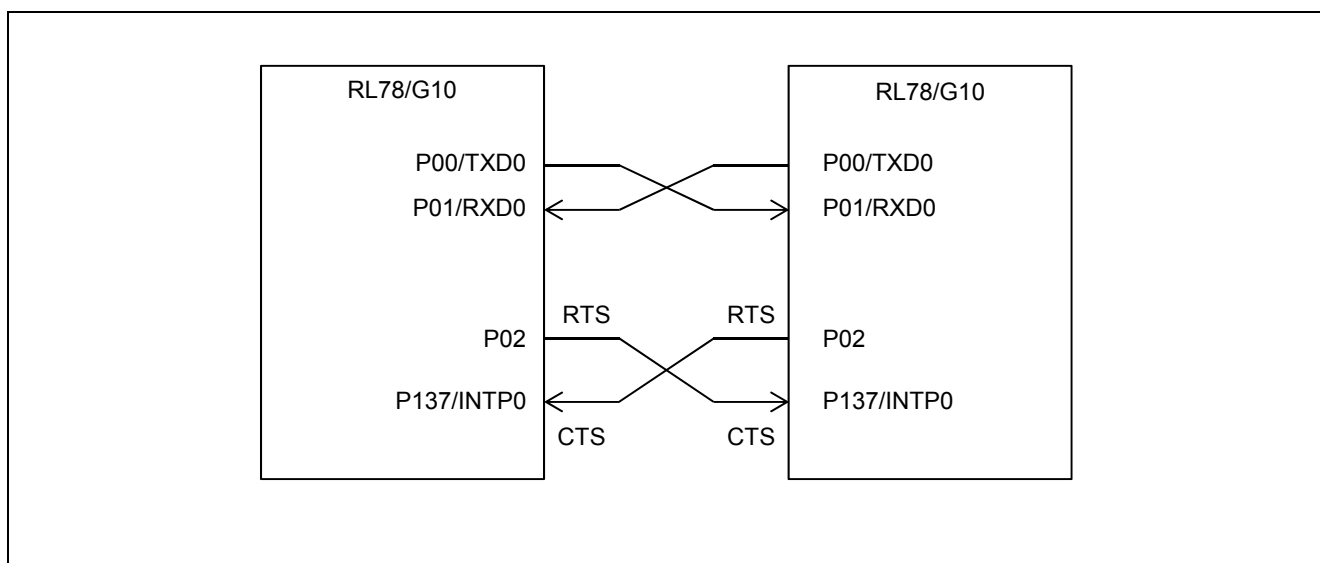 RL78/G10
RL78/G10
P00/TXD0
P00/TXD0
P01/RXD0
P01/RXD0
RTS
RTS
P02
P02
P137/INTP0
P137/INTP0
CTS
CTS